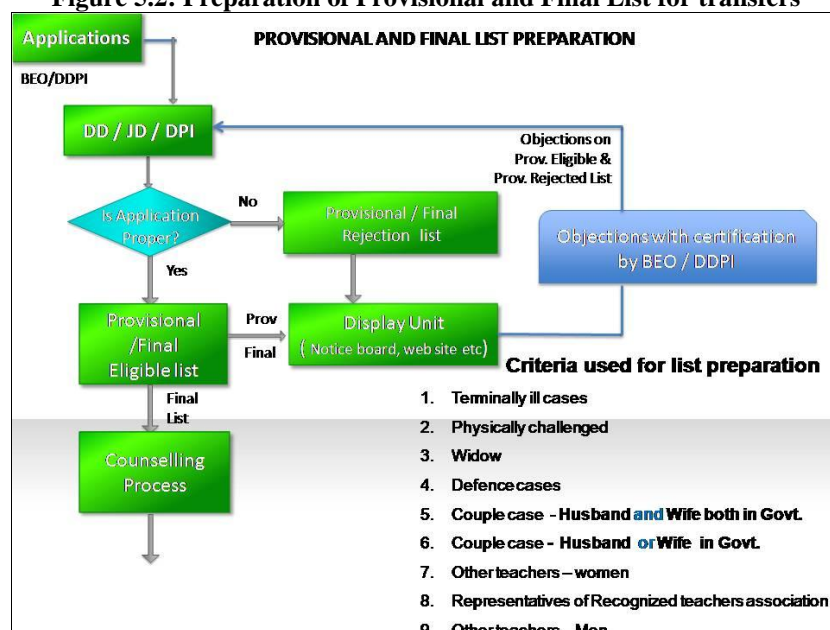 Figure 5.2: Preparation of Provisional and Final List for transfers
Applications
PROVISIONAL AND FINAL LIST PREPARATION
BEO/DDPI
DD / JD / DPI
Objections on
Prov. Eligible &
Prov. Rejected List
Is Application
Proper?
No
Provisional / Final
Rejection list
Objections with certification
by BEO / DDPI
Yes
Provisional
/Final
Eligible list
Prov
Final
Display Unit
( Notice board, web site etc)
Criteria used for list preparation
Final
List
Counselling
Process
1. Terminally ill cases
2. Physically challenged
3. Widow
4. Defence cases
5. Couple case - Husband and Wife both in Govt.
6. Couple case - Husband or Wife in Govt.
7. Other teachers – women
8. Representatives of Recognized teachers association
9. Other teachers – Men